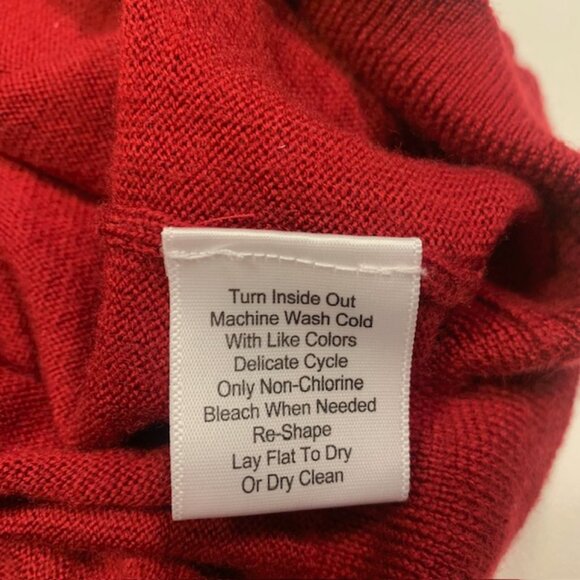 Turn Inside Out
Machine Wash Cold
With Like Colors
Delicate Cycle
Only Non-Chlorine
Bleach When Needed
Re-Shape
Lay Flat To Dry
Or Dry Clean